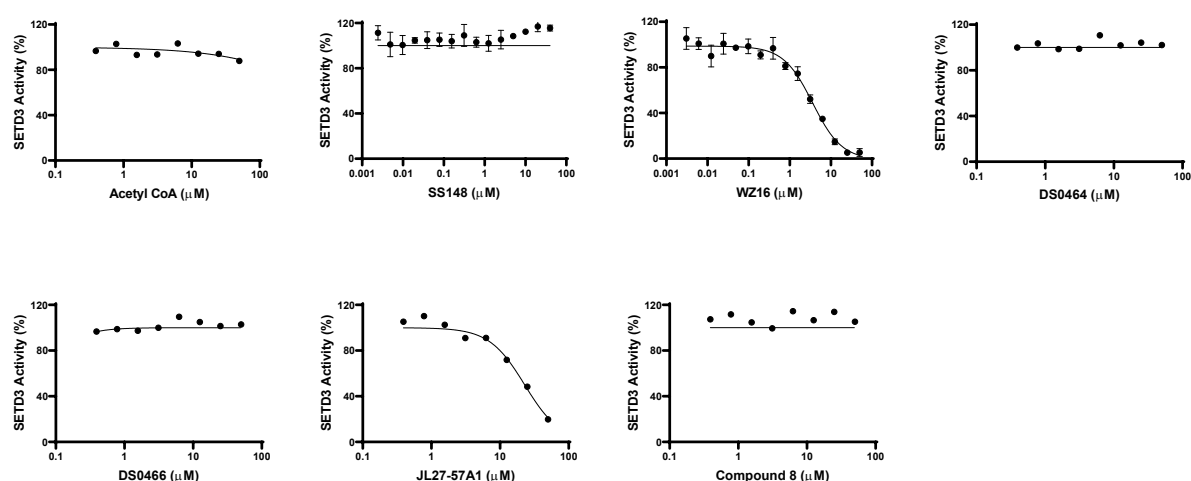 SETD3 Activity (%)
120
80
40
0
0.1 1 10 100
Acetyl CoA (μM)
SETD3 Activity (%)
120
80
40
0
0.001 0.01 0.1 1 10 100
SS148 (μM)
SETD3 Activity (%)
120
80
40
0
0.001 0.01 0.1 1 10 100
WZ16 (μM)
SETD3 Activity (%)
120
80
40
0
0.1 1 10 100
DS0464 (μM)
SETD3 Activity (%)
120
80
40
0
0.1 1 10 100
DS0466 (μM)
SETD3 Activity (%)
120
80
40
0
0.1 1 10 100
JL27-57A1 (μM)
SETD3 Activity (%)
120
80
40
0
0.1 1 10 100
Compound 8 (μM)